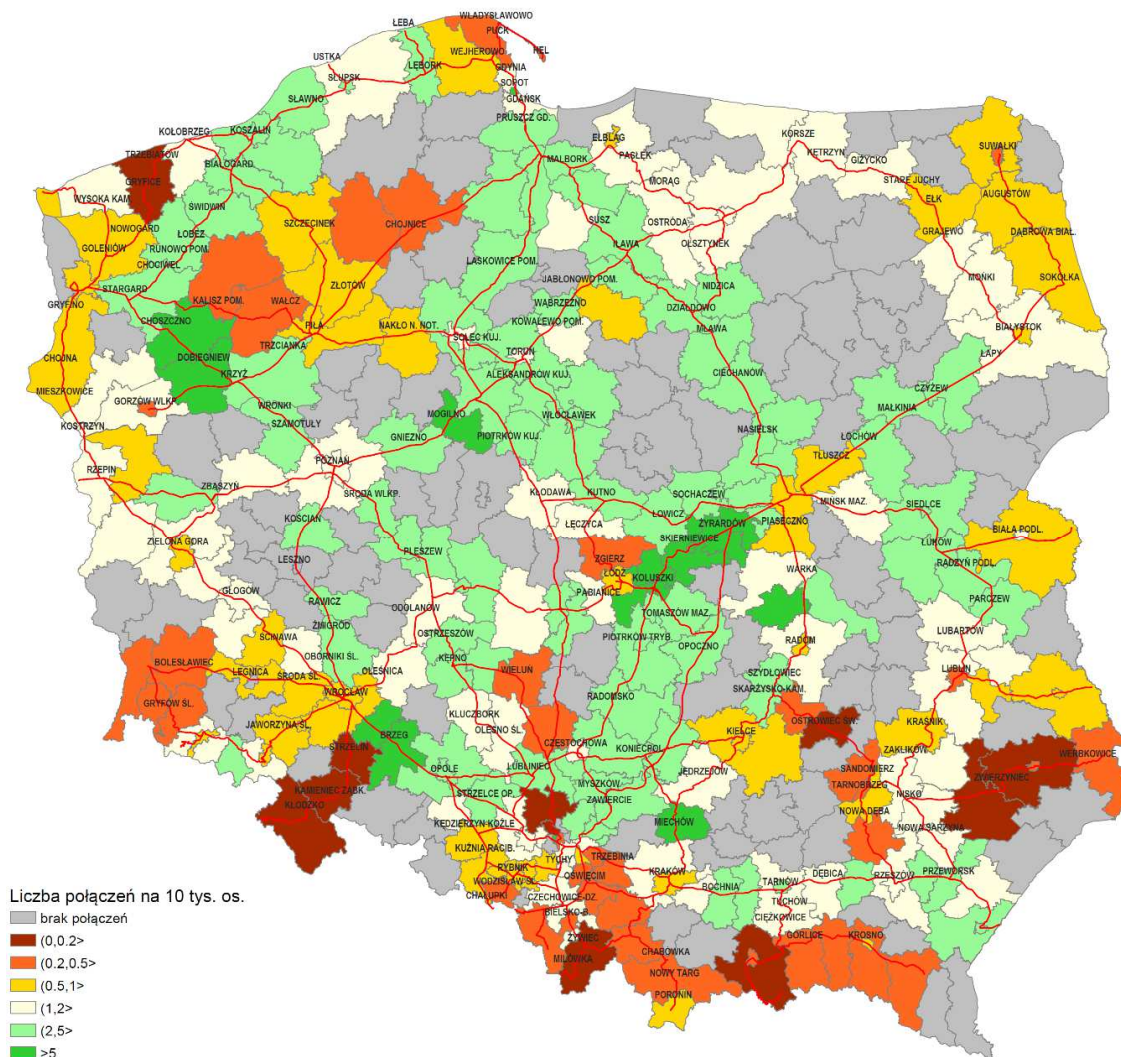 WŁADYSŁAWOWO
ŁEBA
PUCK
HEL
USTKA
WEJHEROWO
GDYNIA
LĘBORK
SŁUPSK
SOPOT
GDAŃSK
SŁAWNO
PRUSZCZ GD.
KOŁOBRZEG
KOSZALIN
ELBLĄG
KORSZE
KĘTRZYN
GIŻYCKO
SUWAŁKI
TRZEBIATÓW
BIAŁOGARD
MALBORK
PASŁĘK
STARE JUCHY
GRYFICE
MORĄG
EŁK
AUGUSTÓW
WYSOKA KAM.
ŚWIDWIN
SZCZECINEK
CHOJNICE
SUSZ
OSTRÓDA
NOWOGARD
ŁOBEZ
IŁAWA
OLSZTYNEK
GRAJEWO
DĄBROWA BIAL.
GOLENIÓW
RUNOWO POM.
CHOCIWEL
LASKOWICE POM.
JABŁONOWO POM.
NIDZICA
MOŃKI
SOKÓŁKA
STARGARD
KALISZ POM.
WAŁCZ
ZŁOTÓW
WĄBRZEŹNO
DZIAŁDOWO
GRYFINO
CHOSZCZNO
PIŁA
NAKŁO N. NOT.
KOWALEWO POM.
MŁAWA
BIAŁYSTOK
CHOJNA
DOBIEGNIEW
TRZCIANKA
SOLEC KUJ.
TORUŃ
ŁAPY
MIESZKOWICE
KRZYŻ
ALEKSANDRÓW KUJ.
CIECHANÓW
CZYŻEW
GORZÓW WLKP.
WRONKI
MOGILNO
WŁOCŁAWEK
MAŁKINIA
KOSTRZYN
SZAMOTUŁY
GNIEZNO
PIOTRKÓW KUJ.
NASIELSK
ŁOCHÓW
TŁUSZCZ
RZEPIN
ZBĄSZYŃ
POZNAŃ
ŚRODA WLKP.
KŁODAWA
KUTNO
SOCHACZEW
MIŃSK MAZ.
SIEDLCE
KOŚCIAN
ŁOWICZ
ŻYRARDÓW
PIASECZNO
BIAŁA PODL.
ZIELONA GÓRA
ŁĘCZYCA
SKIERNIEWICE
ŁUKÓW
LESZNO
PLESZEW
ZGIERZ
ŁÓDŹ
KOLUSZKI
WARKA
RADZYŃ PODL.
GŁOGÓW
RAWICZ
ODOLANÓW
PABIANICE
TOMASZÓW MAZ.
PARCZEW
ŚCINAWA
ŻMIGRÓD
OSTRZESZÓW
PIOTRKÓW TRYB.
RADOM
LUBARTÓW
BOLESŁAWIEC
OBORNIKI ŚL.
OLEŚNICA
KĘPNO
WIELUŃ
OPOCZNO
SZYDŁOWIEC
LUBLIN
LEGNICA
ŚRODA ŚL.
WROCŁAW
RADOMSKO
SKARŻYSKO-KAM.
GRYFÓW ŚL.
JAWORZYNA ŚL.
KLUCZBORK
OSTROWIEC ŚW.
KRAŚNIK
STRZELIN
BRZEG
OLESNO ŚL.
CZĘSTOCHOWA
KONIECPOL
KIELCE
ZAKLIKÓW
WERBKOWICE
OPOLE
LUBLINIEC
JĘDRZEJÓW
SANDOMIERZ
ZWIERZYNIEC
KAMIENIEC ZĄBK.
STRZELCE OP.
MYSZKÓW
TARNOBRZEG
NISKO
KŁODZKO
ZAWIERCIE
NOWA DĘBA
KĘDZIERZYN KOŹLE
MIECHÓW
NOWA SARZYNA
KUŹNIA RACIB.
RYBNIK
TYCHY
TRZEBINIA
KRAKÓW
DĘBICA
RZESZÓW
PRZEWORSK
WODZISŁAW ŚL.
OŚWIĘCIM
BOCHNIA
TARNÓW
CHAŁUPKI
CZECHOWICE-DZ.
TUCHÓW
BIELSKO-B.
CIĘŻKOWICE
ŻYWIEC
CHABÓWKA
GORLICE
KROSNO
MILÓWKA
NOWY TARG
PORONIN
Liczba połączeń na 10 tys. os.
brak połączeń
(0,0.2>
(0.2,0.5>
(0.5,1>
(1,2>
(2,5>
>5